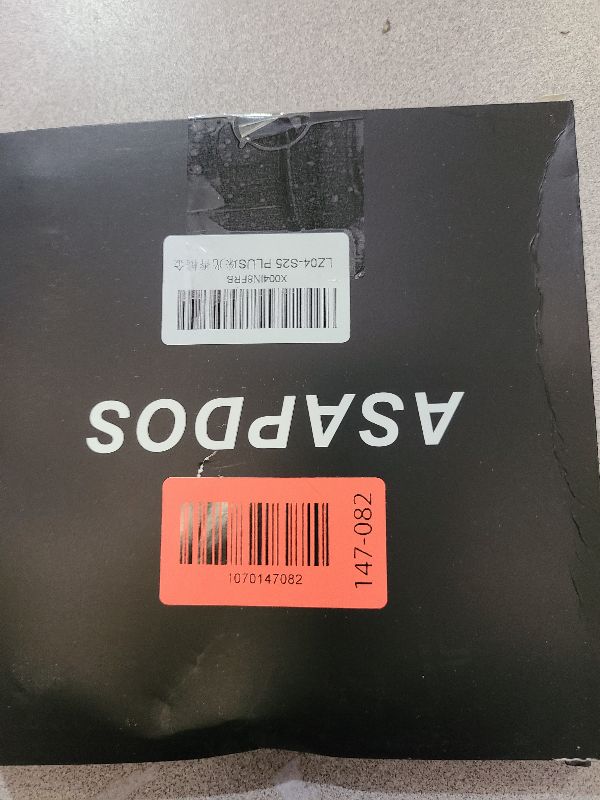 X004IN8FRB
LZ04-S25 PLUS
ASAPDOS
1070147082
147-082